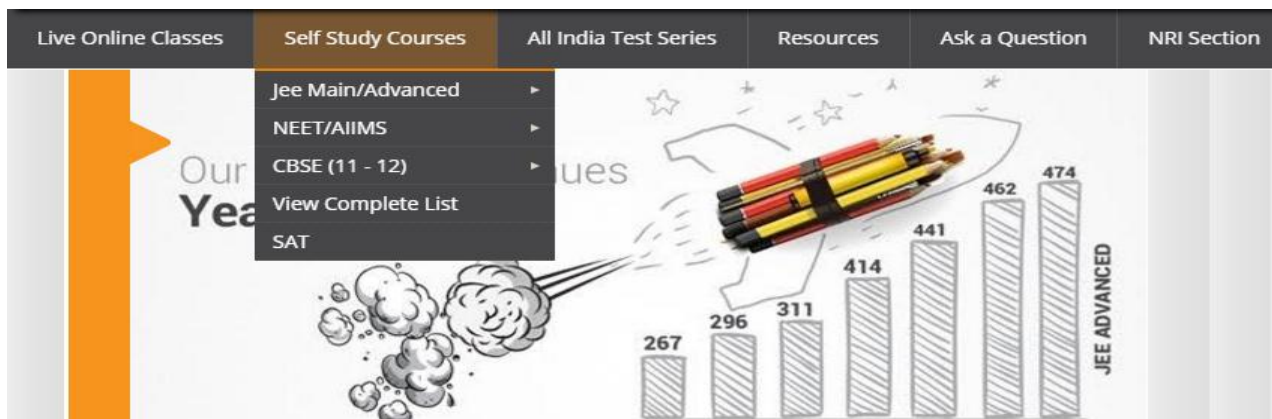 Live Online Classes Self Study Courses All India Test Series Resources Ask a Question NRI Section
Jee Main/Advanced
NEET/AIIMS
CBSE (11 - 12)
View Complete List
SAT
Our ues
Yea
267 296 311 414 441 462 474
JEE ADVANCED